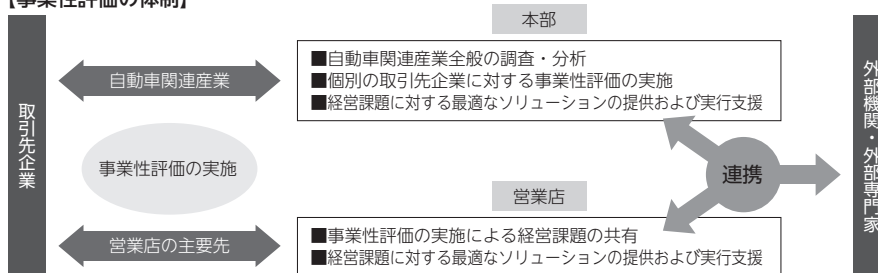 【事業性評価の体制】
本部
■自動車関連産業全般の調査・分析
■個別の取引先企業に対する事業性評価の実施
■経営課題に対する最適なソリューションの提供および実行支援
自動車関連産業
取引先企業
事業性評価の実施
連携
外部機関・外部専門家
営業店
営業店の主要先
■事業性評価の実施による経営課題の共有
■経営課題に対する最適なソリューションの提供および実行支援